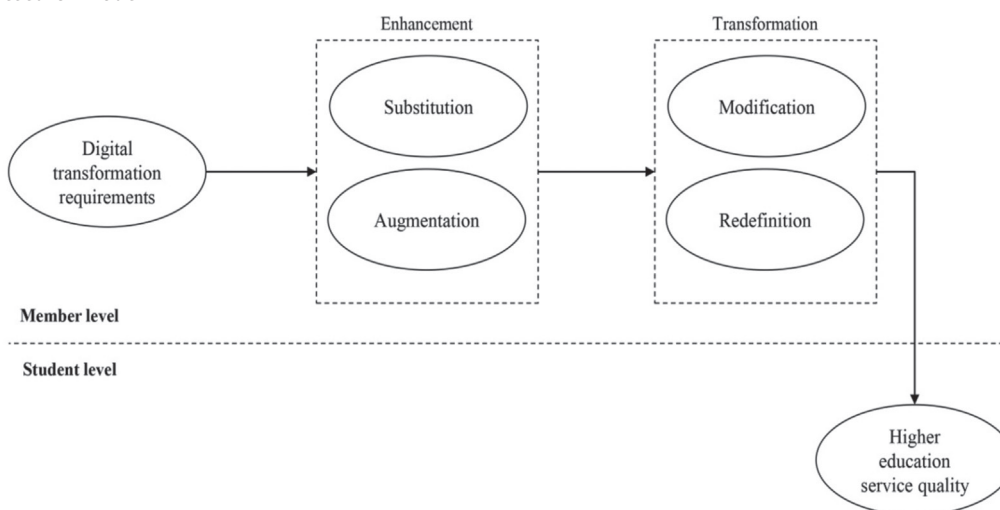 Enhancement
Transformation
Substitution
Modification
Digital
transformation
requirements
Augmentation
Redefinition
Member level
Student level
Higher
education
service quality